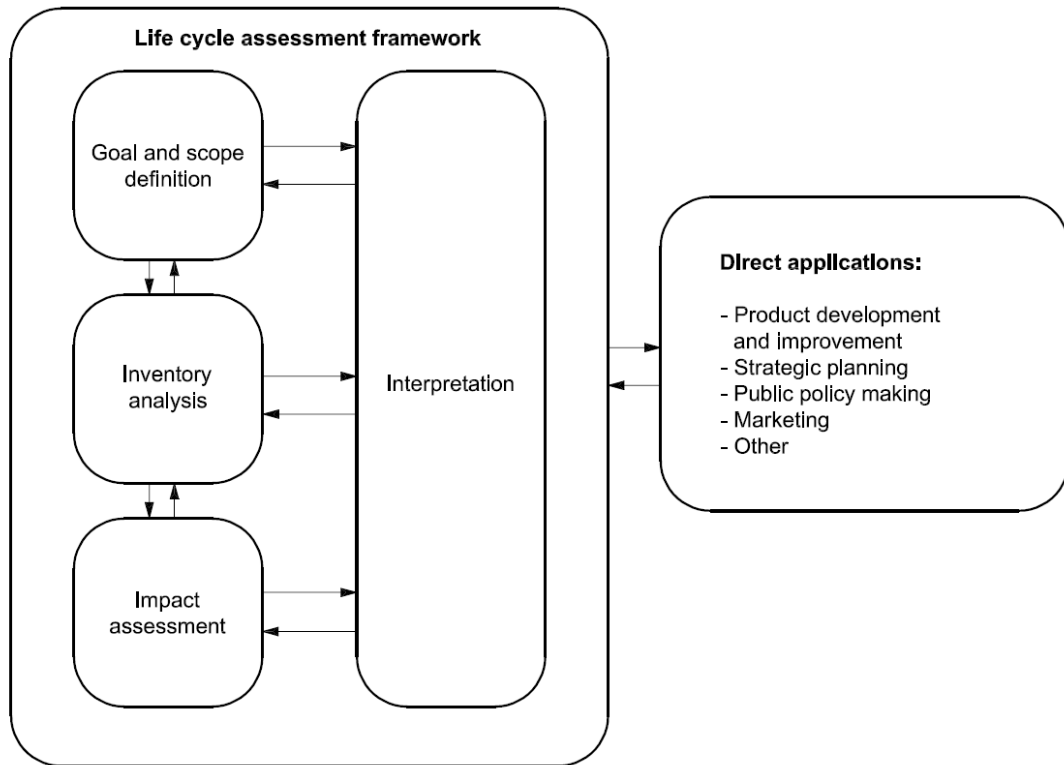 Life cycle assessment framework
Goal and scope
definition
Inventory
analysis
Impact
assessment
Interpretation
Direct applications:
- Product development
and improvement
- Strategic planning
- Public policy making
- Marketing
- Other